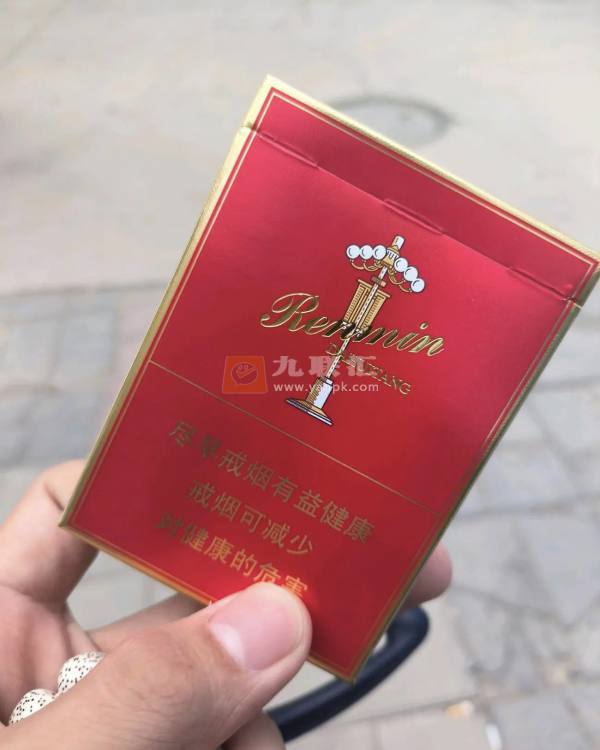 Renmin
九联汇
尽早戒烟有益健康
戒烟可减少
对健康的危害